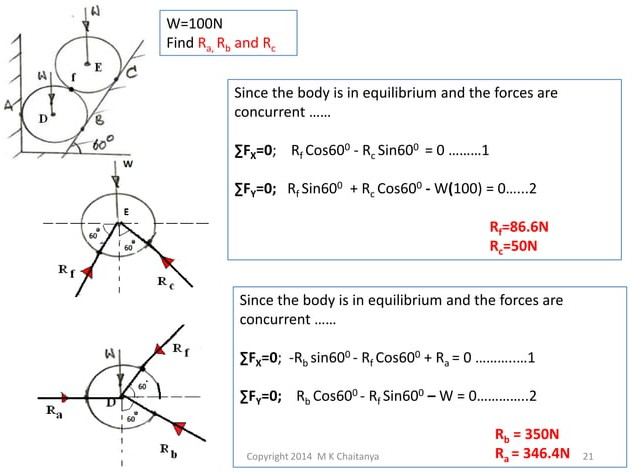 W
W=100N
Find Ra, Rb and Rc
E
f
C
W
A
D
B
60⁰
Since the body is in equilibrium and the forces are
concurrent ……
∑FX=0; Rf Cos60⁰ - Rc Sin60⁰ = 0 ………1
∑FY=0; Rf Sin60⁰ + Rc Cos60⁰ - W(100) = 0……2
Rf=86.6N
Rc=50N
W
E
60°
60°
Rf
Rc
Since the body is in equilibrium and the forces are
concurrent ……
∑FX=0; -Rb sin60⁰ - Rf Cos60⁰ + Ra = 0 …………..…1
∑FY=0; Rb Cos60⁰ - Rf Sin60⁰ – W = 0…………..2
Rb = 350N
Ra = 346.4N
W
Rf
60°
D
60°
Ra
Rb
Copyright 2014 M K Chaitanya
21